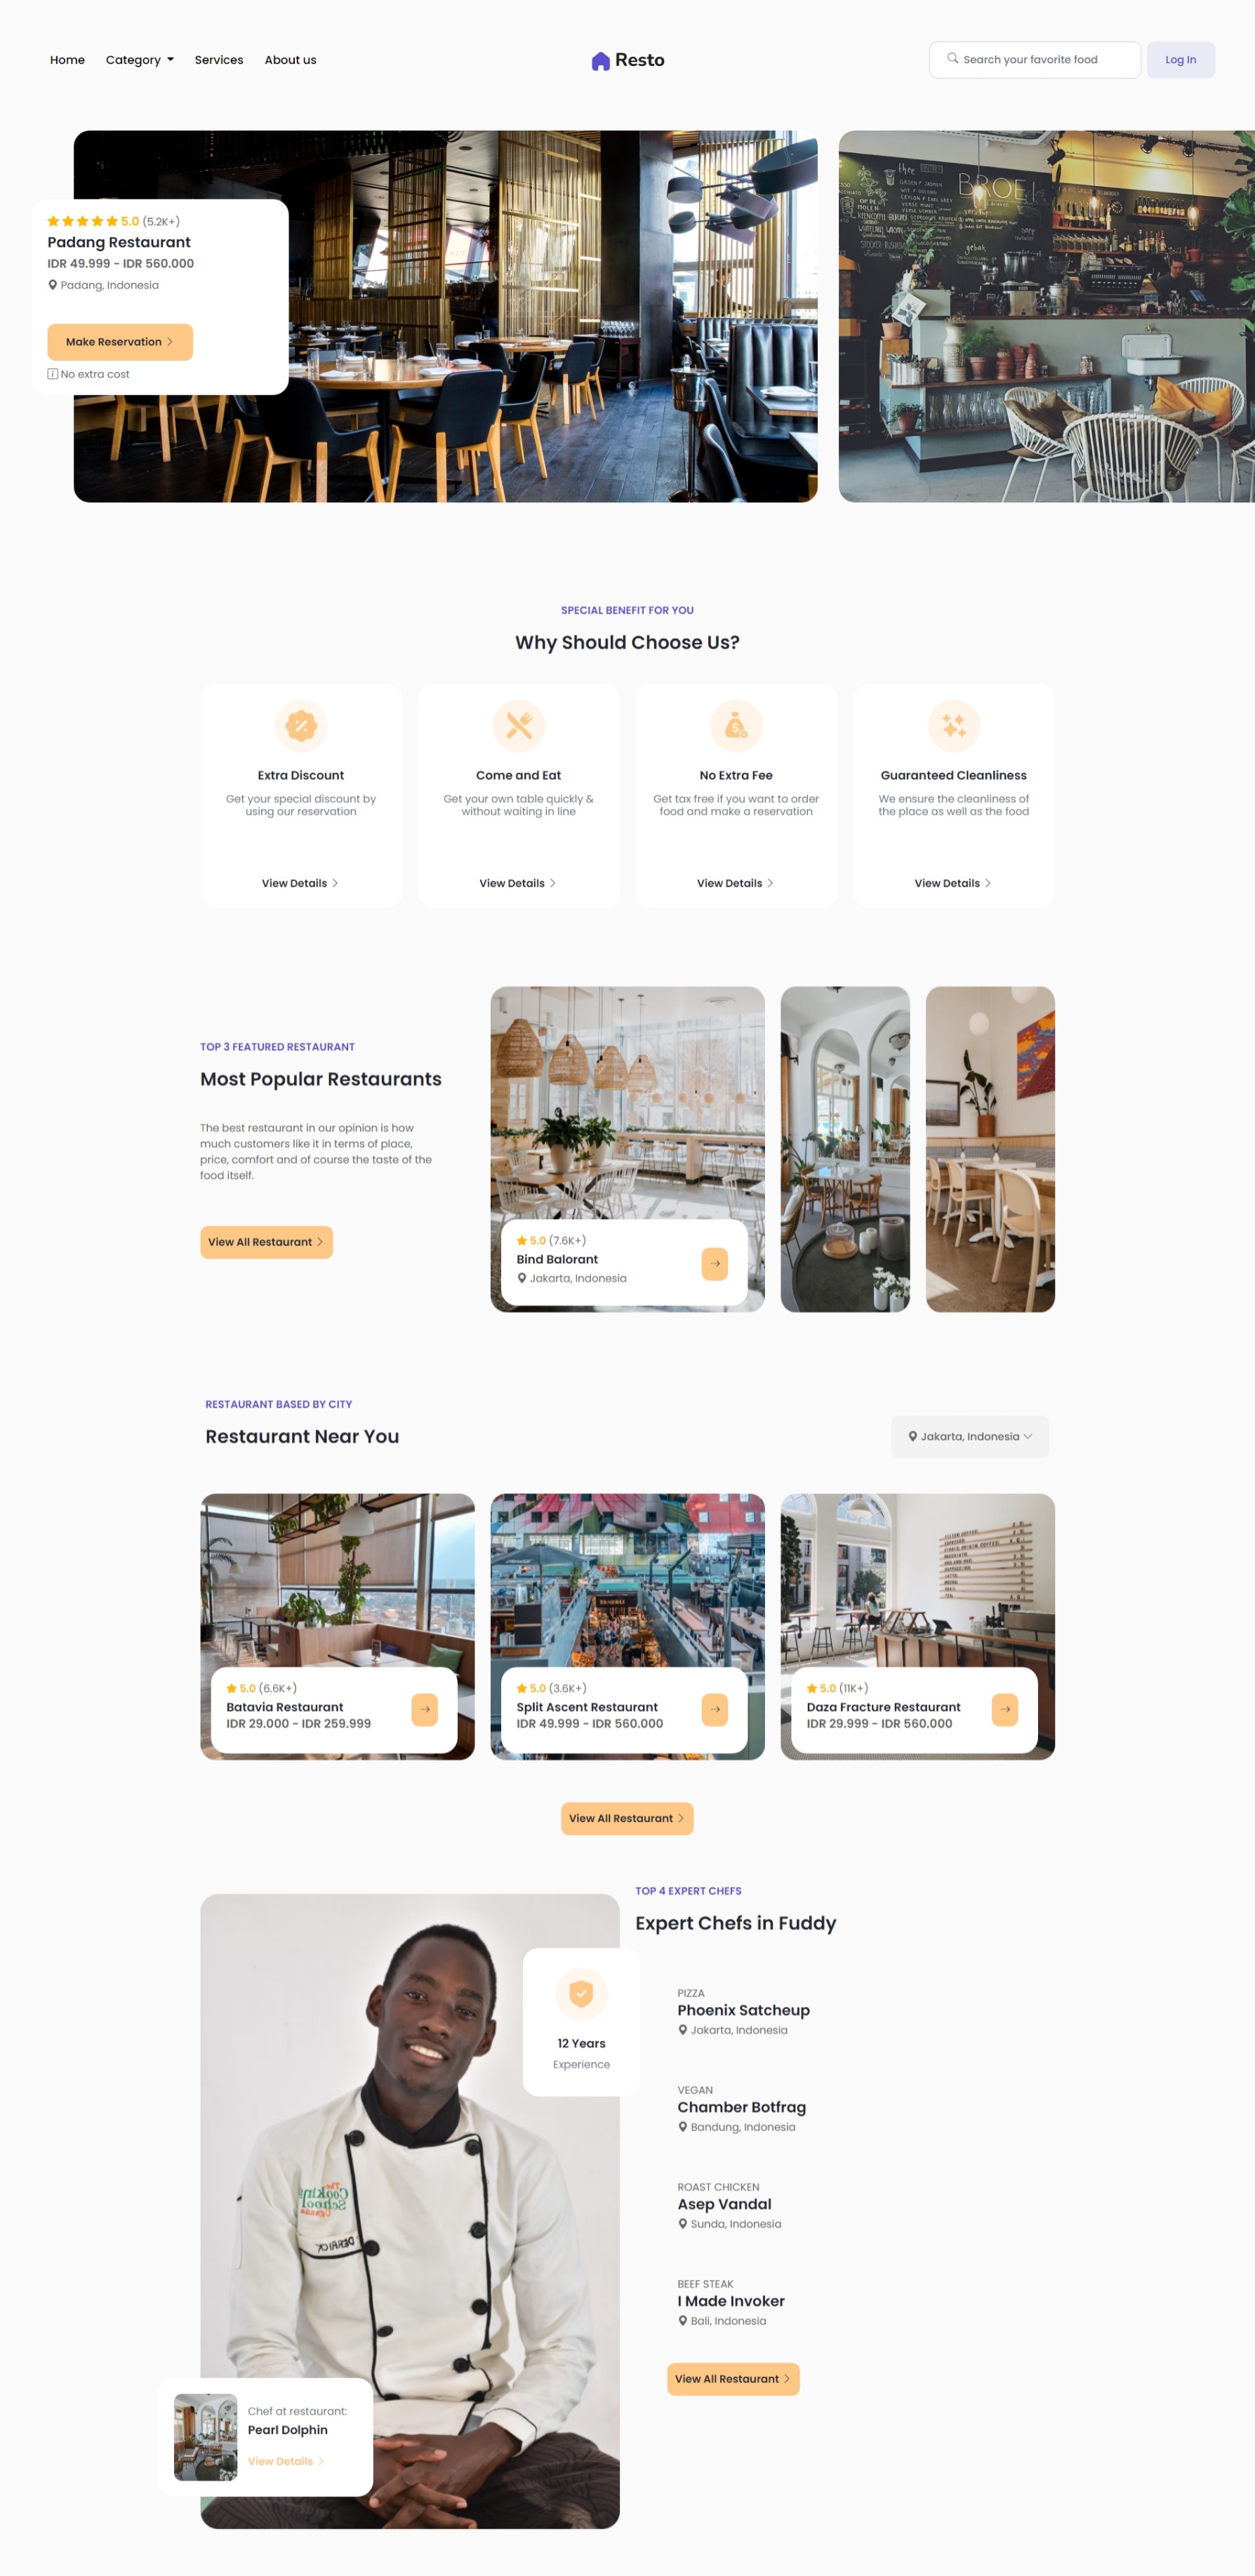 Home
Category
Services
About us
Resto
Search your favorite food
Log In
5.0 (5.2K+)
Padang Restaurant
IDR 49.999 - IDR 560.000
Padang, Indonesia
Make Reservation
No extra cost
BROEI
gebak
SPECIAL BENEFIT FOR YOU
Why Should Choose Us?
Extra Discount
Get your special discount by
using our reservation
View Details
Come and Eat
Get your own table quickly &
without waiting in line
View Details
No Extra Fee
Get tax free if you want to order
food and make a reservation
View Details
Guaranteed Cleanliness
We ensure the cleanliness of
the place as well as the food
View Details
TOP 3 FEATURED RESTAURANT
Most Popular Restaurants
The best restaurant in our opinion is how
much customers like it in terms of place,
price, comfort and of course the taste of the
food itself.
View All Restaurant
5.0 (7.6K+)
Bind Balorant
Jakarta, Indonesia
RESTAURANT BASED BY CITY
Restaurant Near You
Jakarta, Indonesia
5.0 (6.6K+)
Batavia Restaurant
IDR 29.000 - IDR 259.999
5.0 (3.6K+)
Split Ascent Restaurant
IDR 49.999 - IDR 560.000
5.0 (11K+)
Daza Fracture Restaurant
IDR 29.999 - IDR 560.000
View All Restaurant
TOP 4 EXPERT CHEFS
Expert Chefs in Fuddy
12 Years
Experience
PIZZA
Phoenix Satcheup
Jakarta, Indonesia
VEGAN
Chamber Botfrag
Bandung, Indonesia
ROAST CHICKEN
Asep Vandal
Sunda, Indonesia
BEEF STEAK
I Made Invoker
Bali, Indonesia
View All Restaurant
The
Cooking
School
Uganda
DERRICK
Chef at restaurant:
Pearl Dolphin
View Details